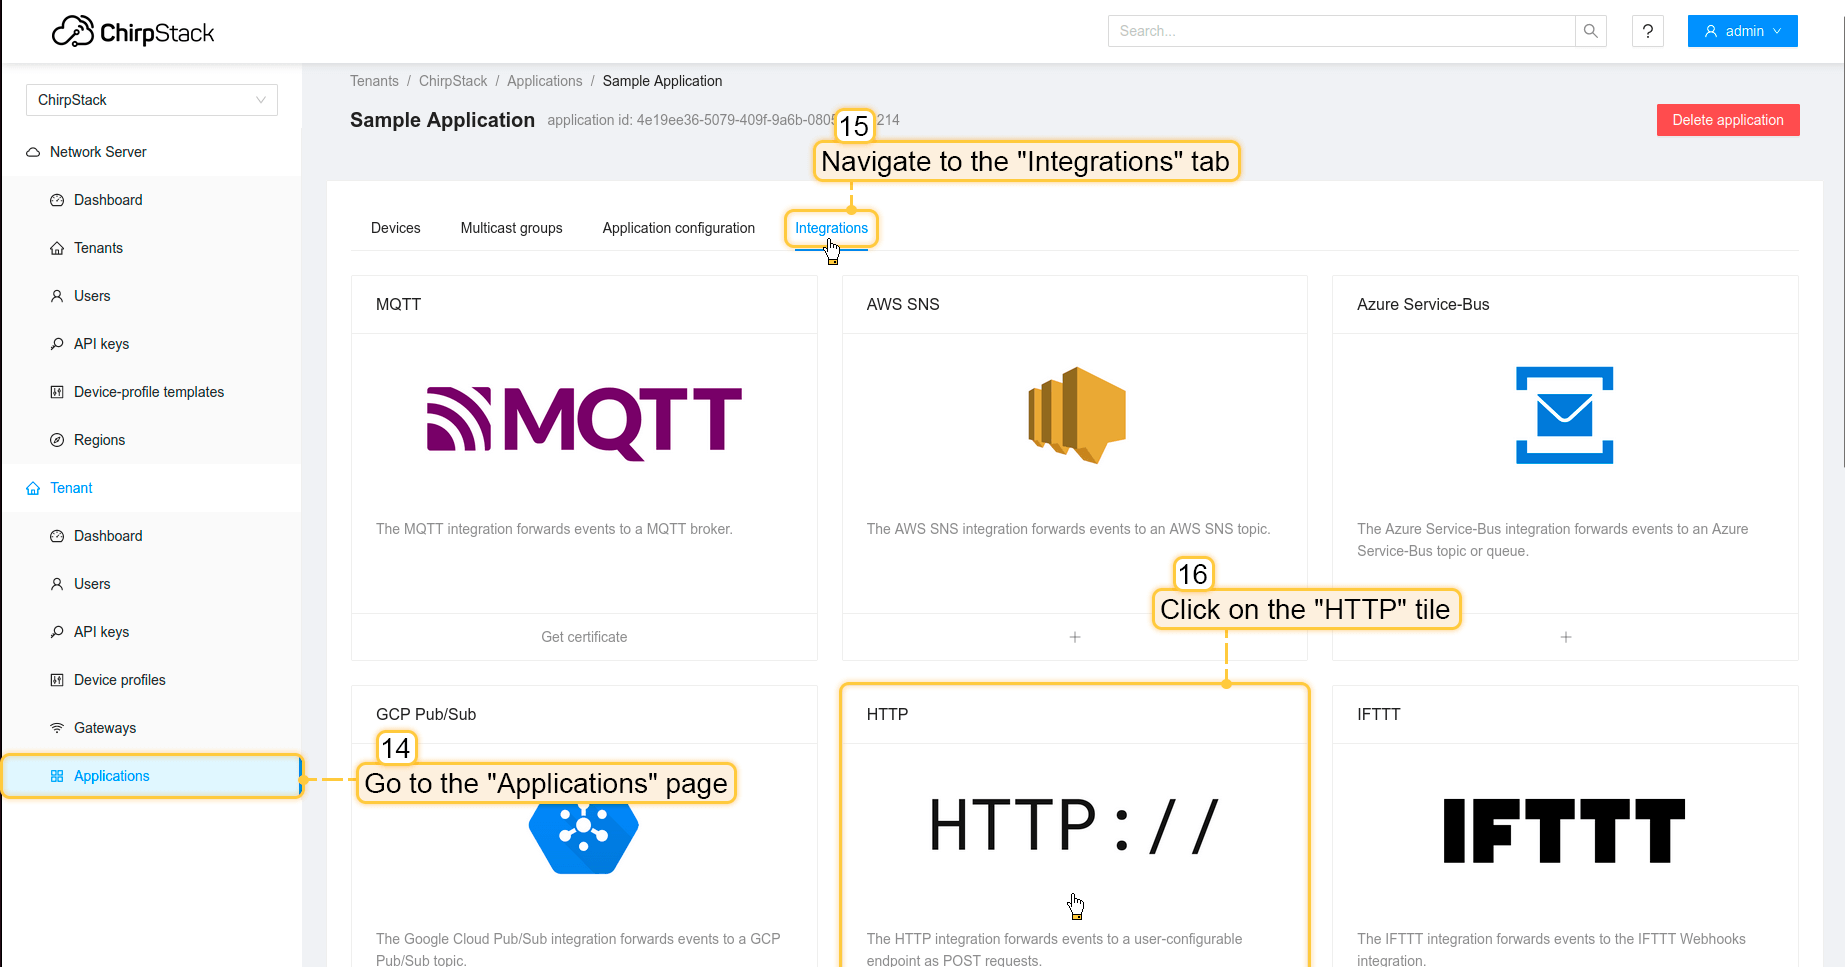 ChirpStack
Search...
?
admin
ChirpStack
Network Server
Dashboard
Tenants
Users
API keys
Device-profile templates
Regions
Tenant
Dashboard
Users
API keys
Device profiles
Gateways
Applications
Tenants / ChirpStack / Applications / Sample Application
Sample Application
application id: 4e19ee36-5079-409f-9a6b-080
214
Delete application
15
Navigate to the "Integrations" tab
Devices
Multicast groups
Application configuration
Integrations
MQTT
MQTT
The MQTT integration forwards events to a MQTT broker.
Get certificate
AWS SNS
The AWS SNS integration forwards events to an AWS SNS topic.
+
Azure Service-Bus
The Azure Service-Bus integration forwards events to an Azure
Service-Bus topic or queue.
+
16
Click on the "HTTP" tile
GCP Pub/Sub
14
Go to the "Applications" page
The Google Cloud Pub/Sub integration forwards events to a GCP
Pub/Sub topic.
HTTP
HTTP://
The HTTP integration forwards events to a user-configurable
endpoint as POST requests.
IFTTT
IFTTT
The IFTTT integration forwards events to the IFTTT Webhooks
integration.